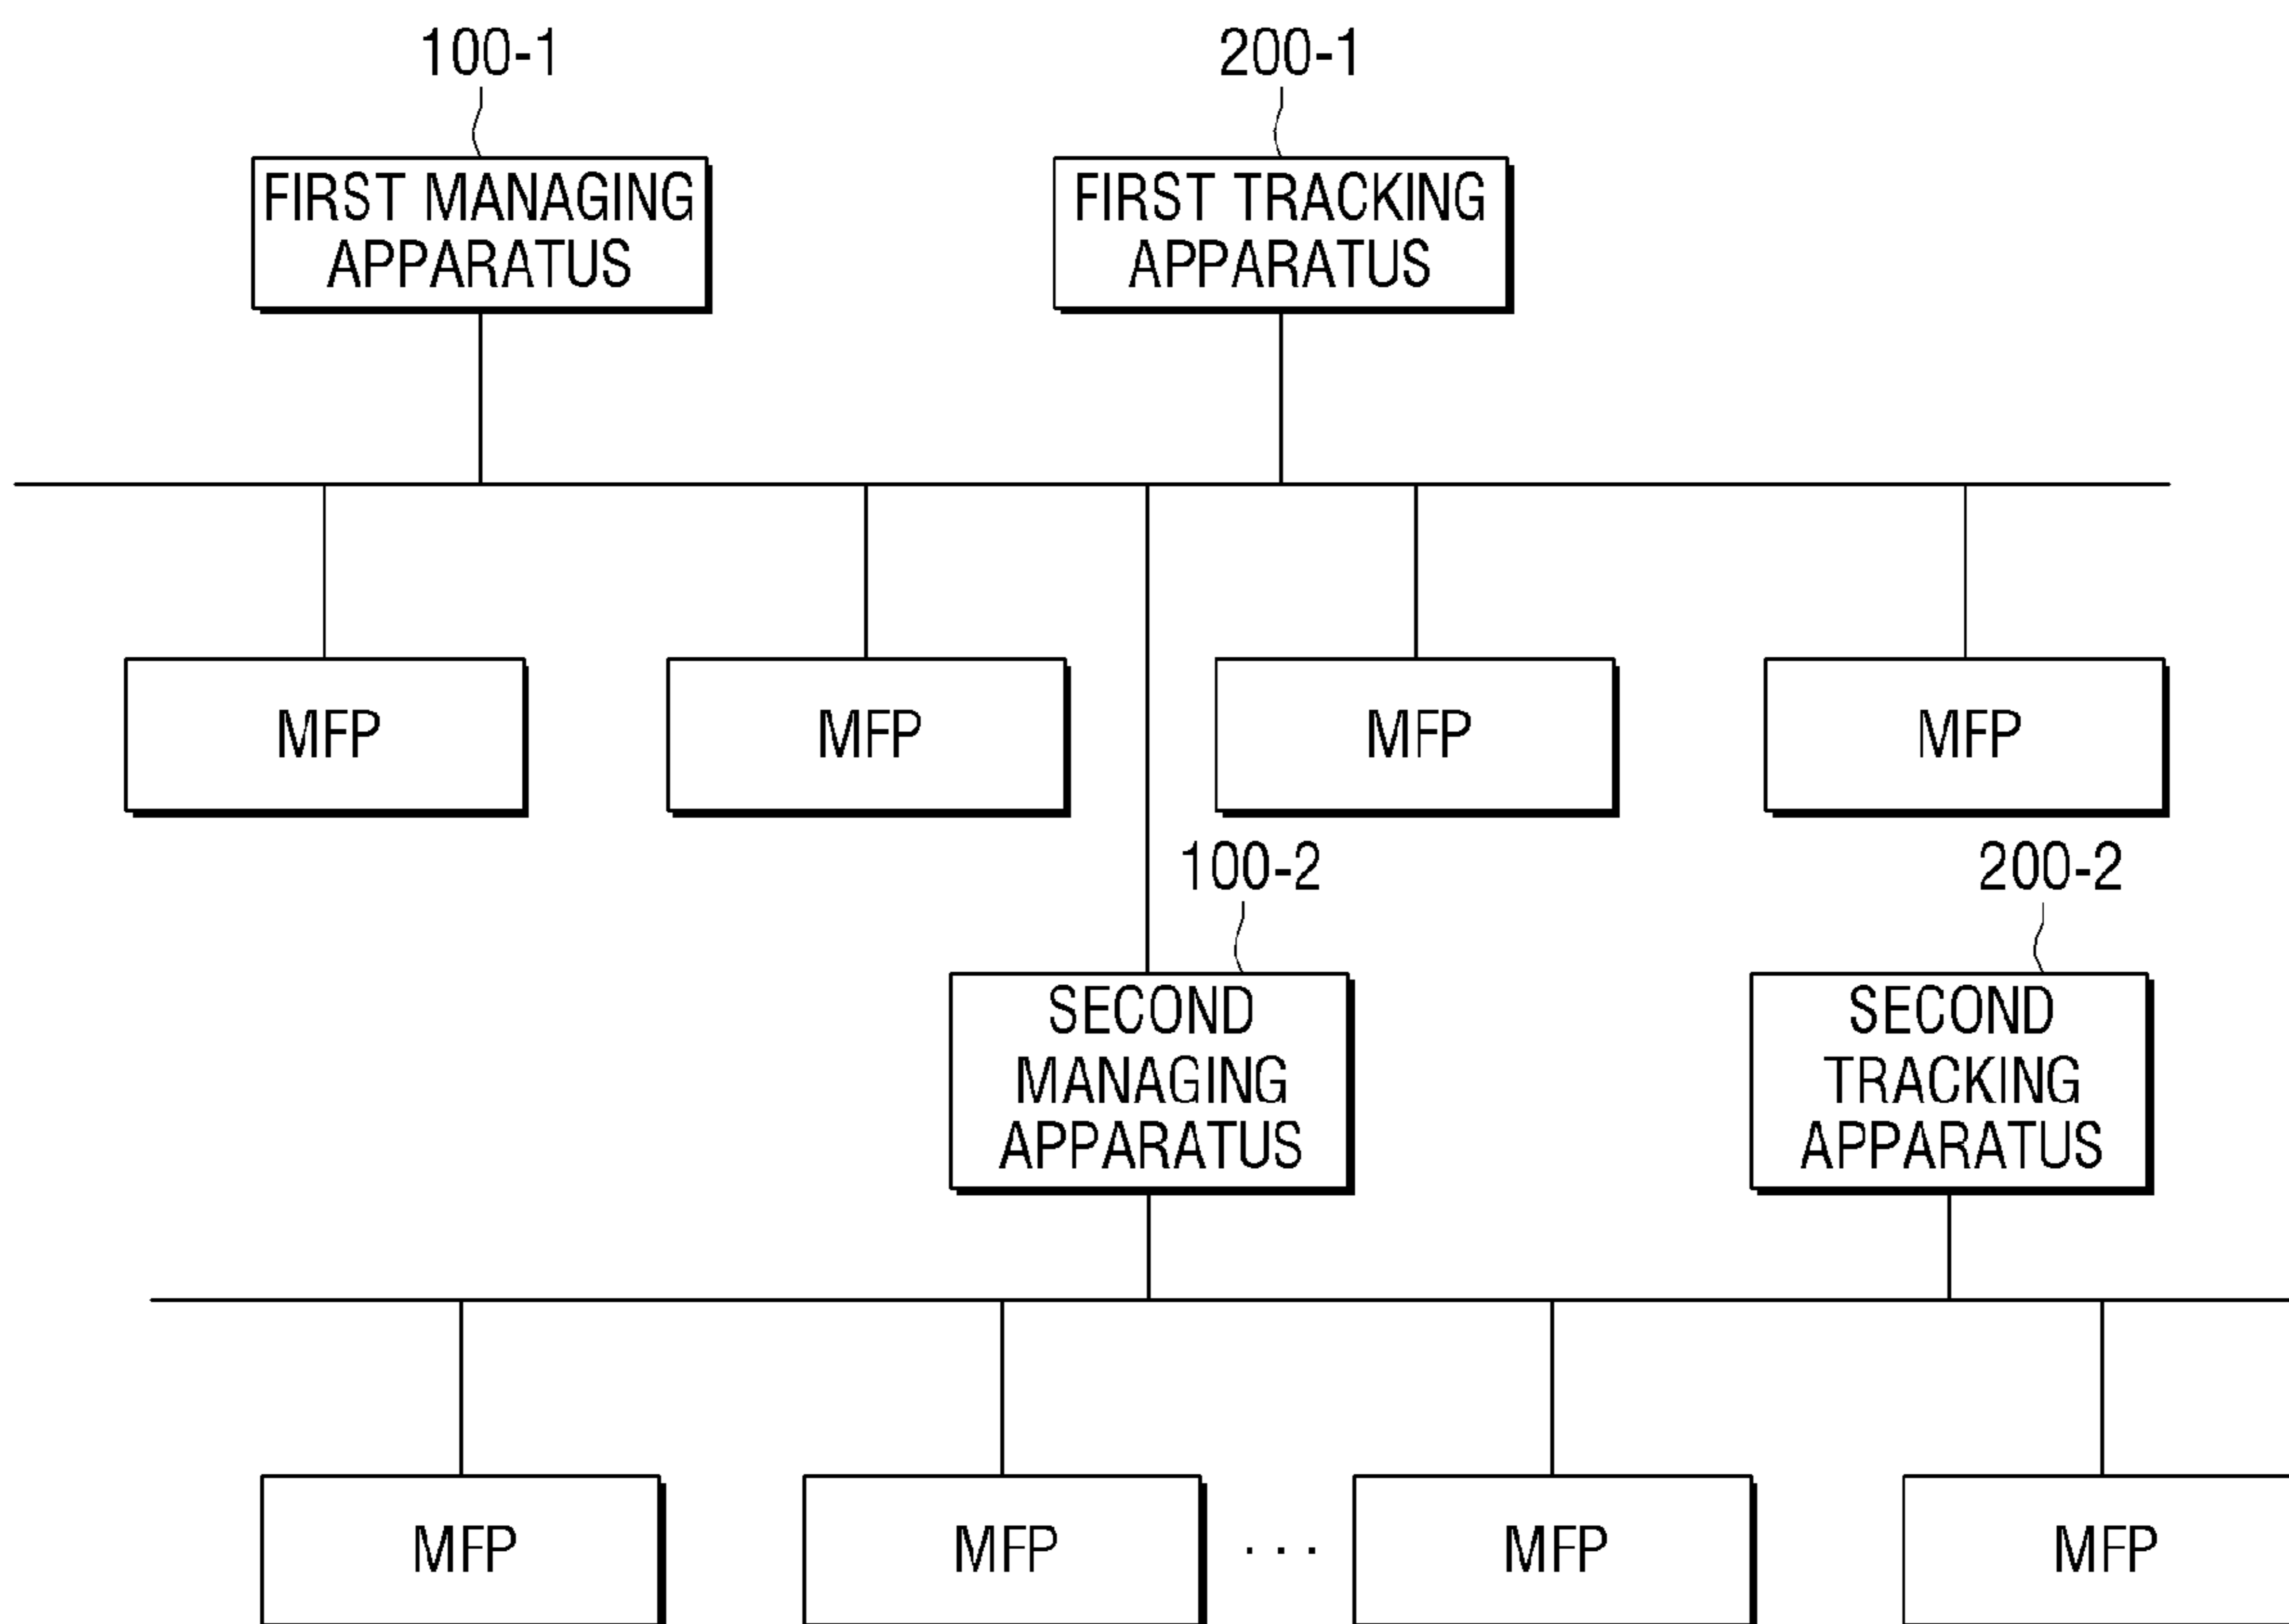 100-1
200-1
FIRST MANAGING
APPARATUS
FIRST TRACKING
APPARATUS
MFP
MFP
MFP
MFP
100-2
200-2
SECOND
MANAGING
APPARATUS
SECOND
TRACKING
APPARATUS
MFP
MFP
. . .
MFP
MFP